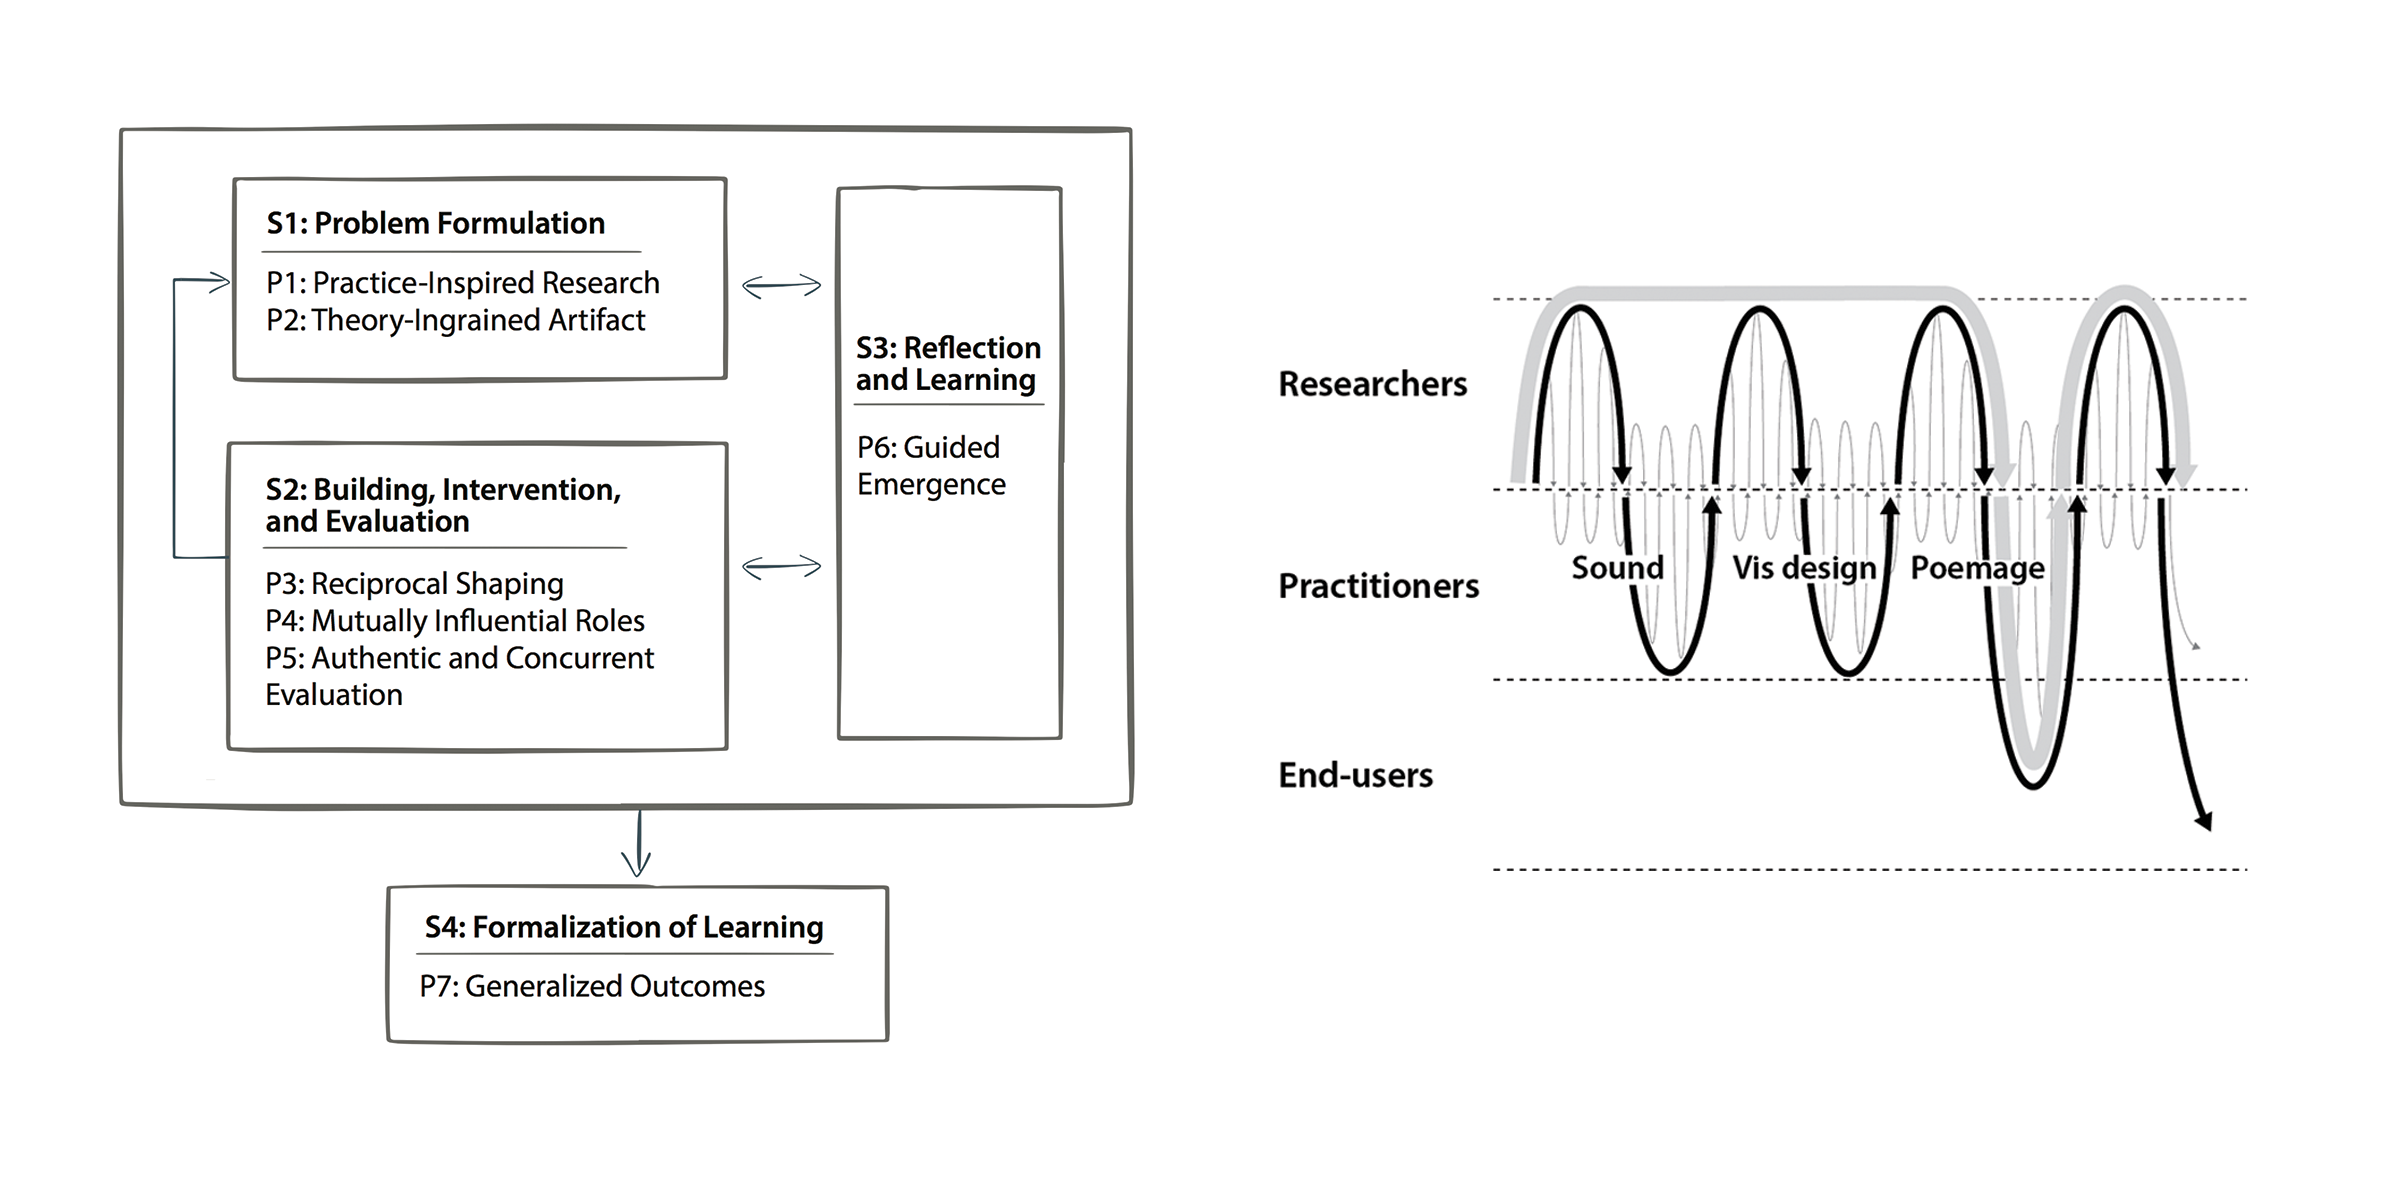 S1: Problem Formulation
P1: Practice-Inspired Research
P2: Theory-Ingrained Artifact
S2: Building, Intervention,
and Evaluation
P3: Reciprocal Shaping
P4: Mutually Influential Roles
P5: Authentic and Concurrent
Evaluation
S3: Reflection
and Learning
P6: Guided
Emergence
S4: Formalization of Learning
P7: Generalized Outcomes
Researchers
Practitioners
End-users
Sound
Vis design
Poemage